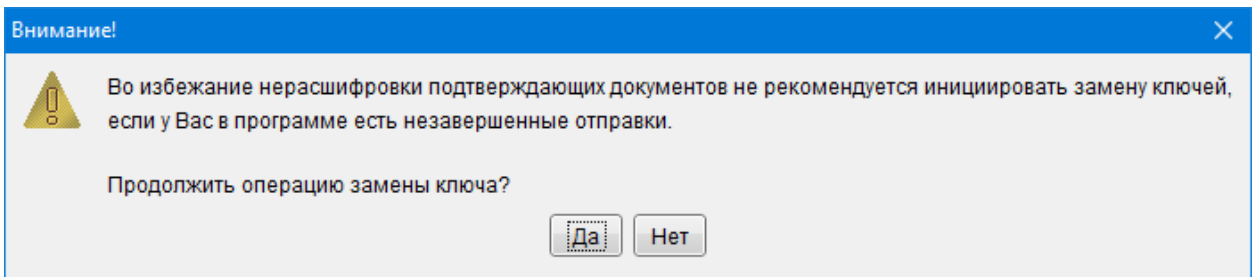 Внимание!
Во избежание нерасшифровки подтверждающих документов не рекомендуется инициировать замену ключей,
если у Вас в программе есть незавершенные отправки.
Продолжить операцию замены ключа?
Да Нет